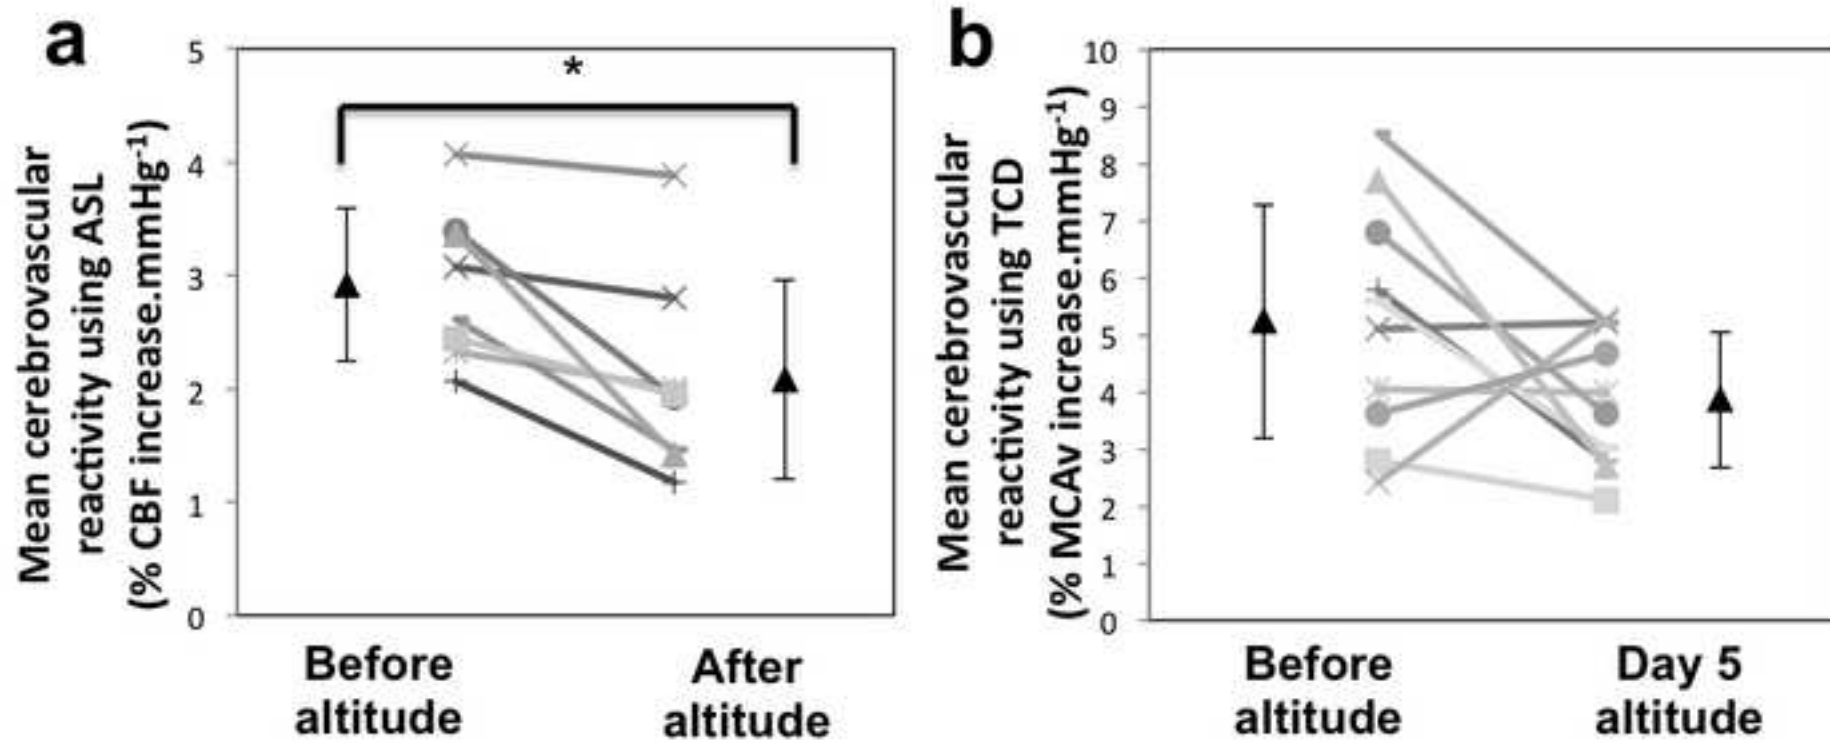 a
Mean cerebrovascular
reactivity using ASL
(% CBF increase.mmHg⁻¹)
5
4
3
2
1
0
*
Before
altitude
After
altitude
b
Mean cerebrovascular
reactivity using TCD
(% MCAv increase.mmHg⁻¹)
10
9
8
7
6
5
4
3
2
1
0
Before
altitude
Day 5
altitude